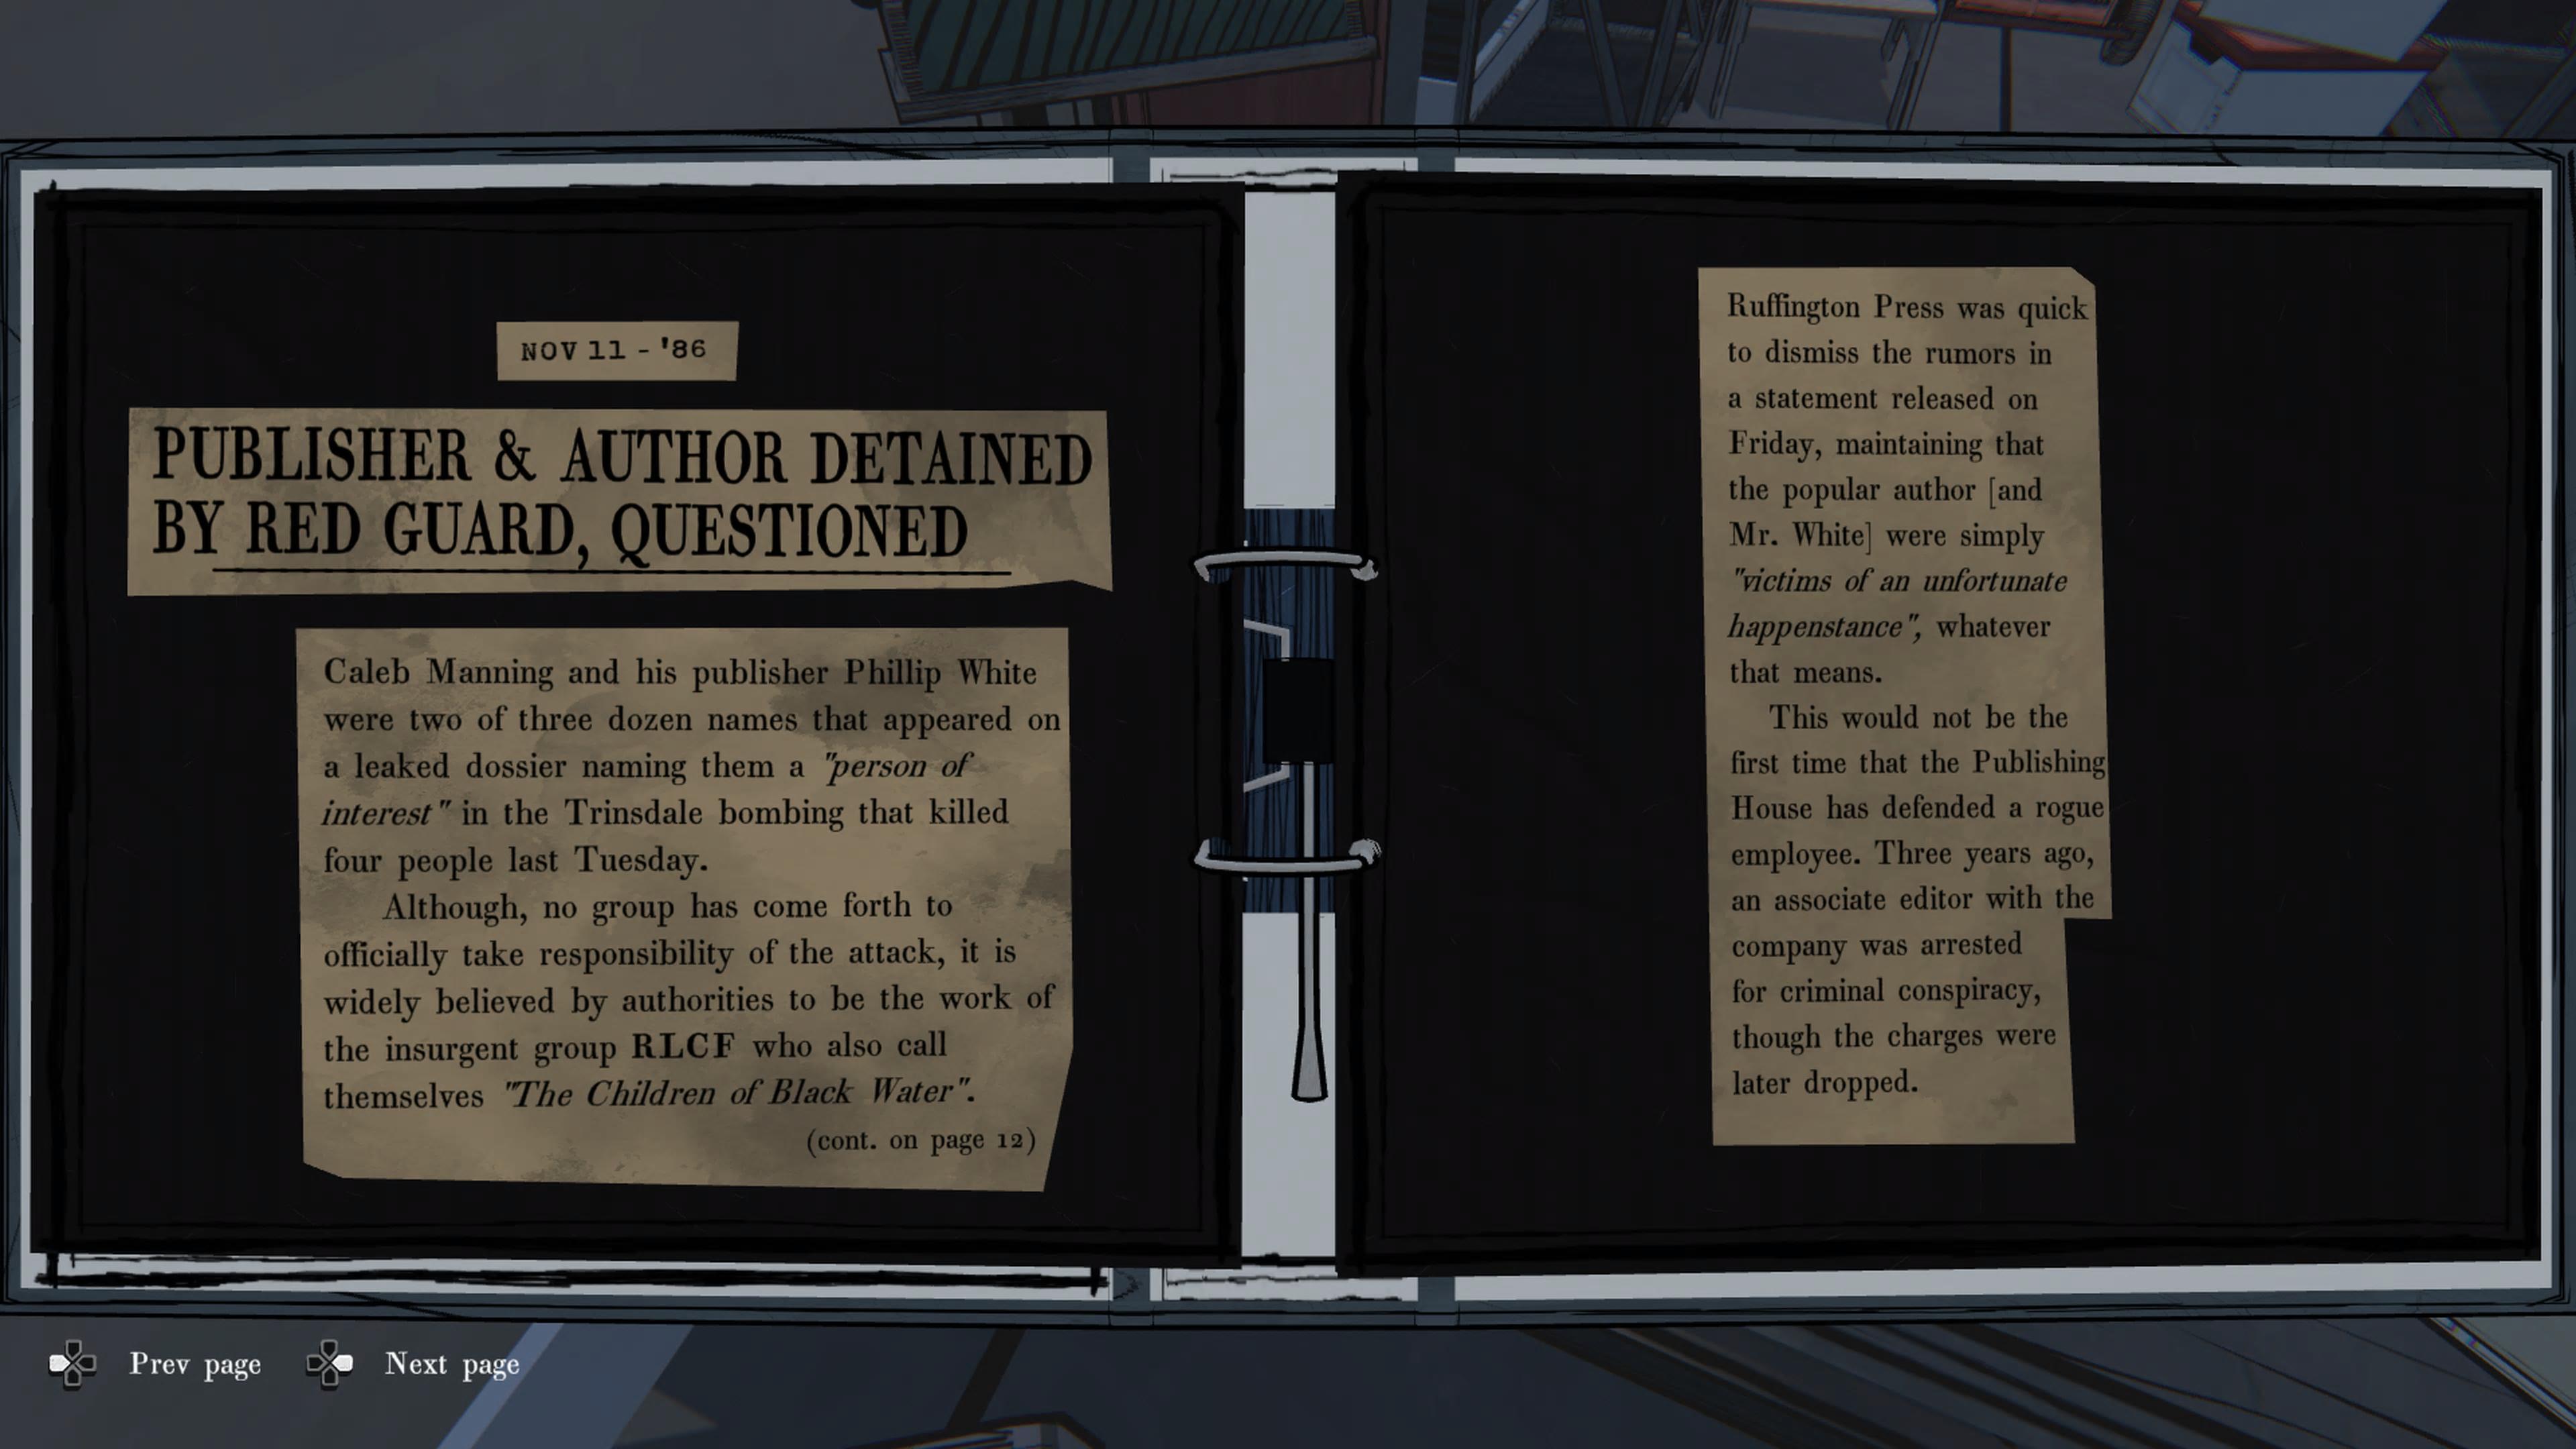 NOV 11 - '86
PUBLISHER & AUTHOR DETAINED
BY RED GUARD, QUESTIONED
Caleb Manning and his publisher Phillip White
were two of three dozen names that appeared on
a leaked dossier naming them a "person of
interest" in the Trinsdale bombing that killed
four people last Tuesday.
Although, no group has come forth to
officially take responsibility of the attack, it is
widely believed by authorities to be the work of
the insurgent group RLCF who also call
themselves "The Children of Black Water".
(cont. on page 12)
Ruffington Press was quick
to dismiss the rumors in
a statement released on
Friday, maintaining that
the popular author [and
Mr. White] were simply
"victims of an unfortunate
happenstance", whatever
that means.
This would not be the
first time that the Publishing
House has defended a rogue
employee. Three years ago,
an associate editor with the
company was arrested
for criminal conspiracy,
though the charges were
later dropped.
Prev page
Next page